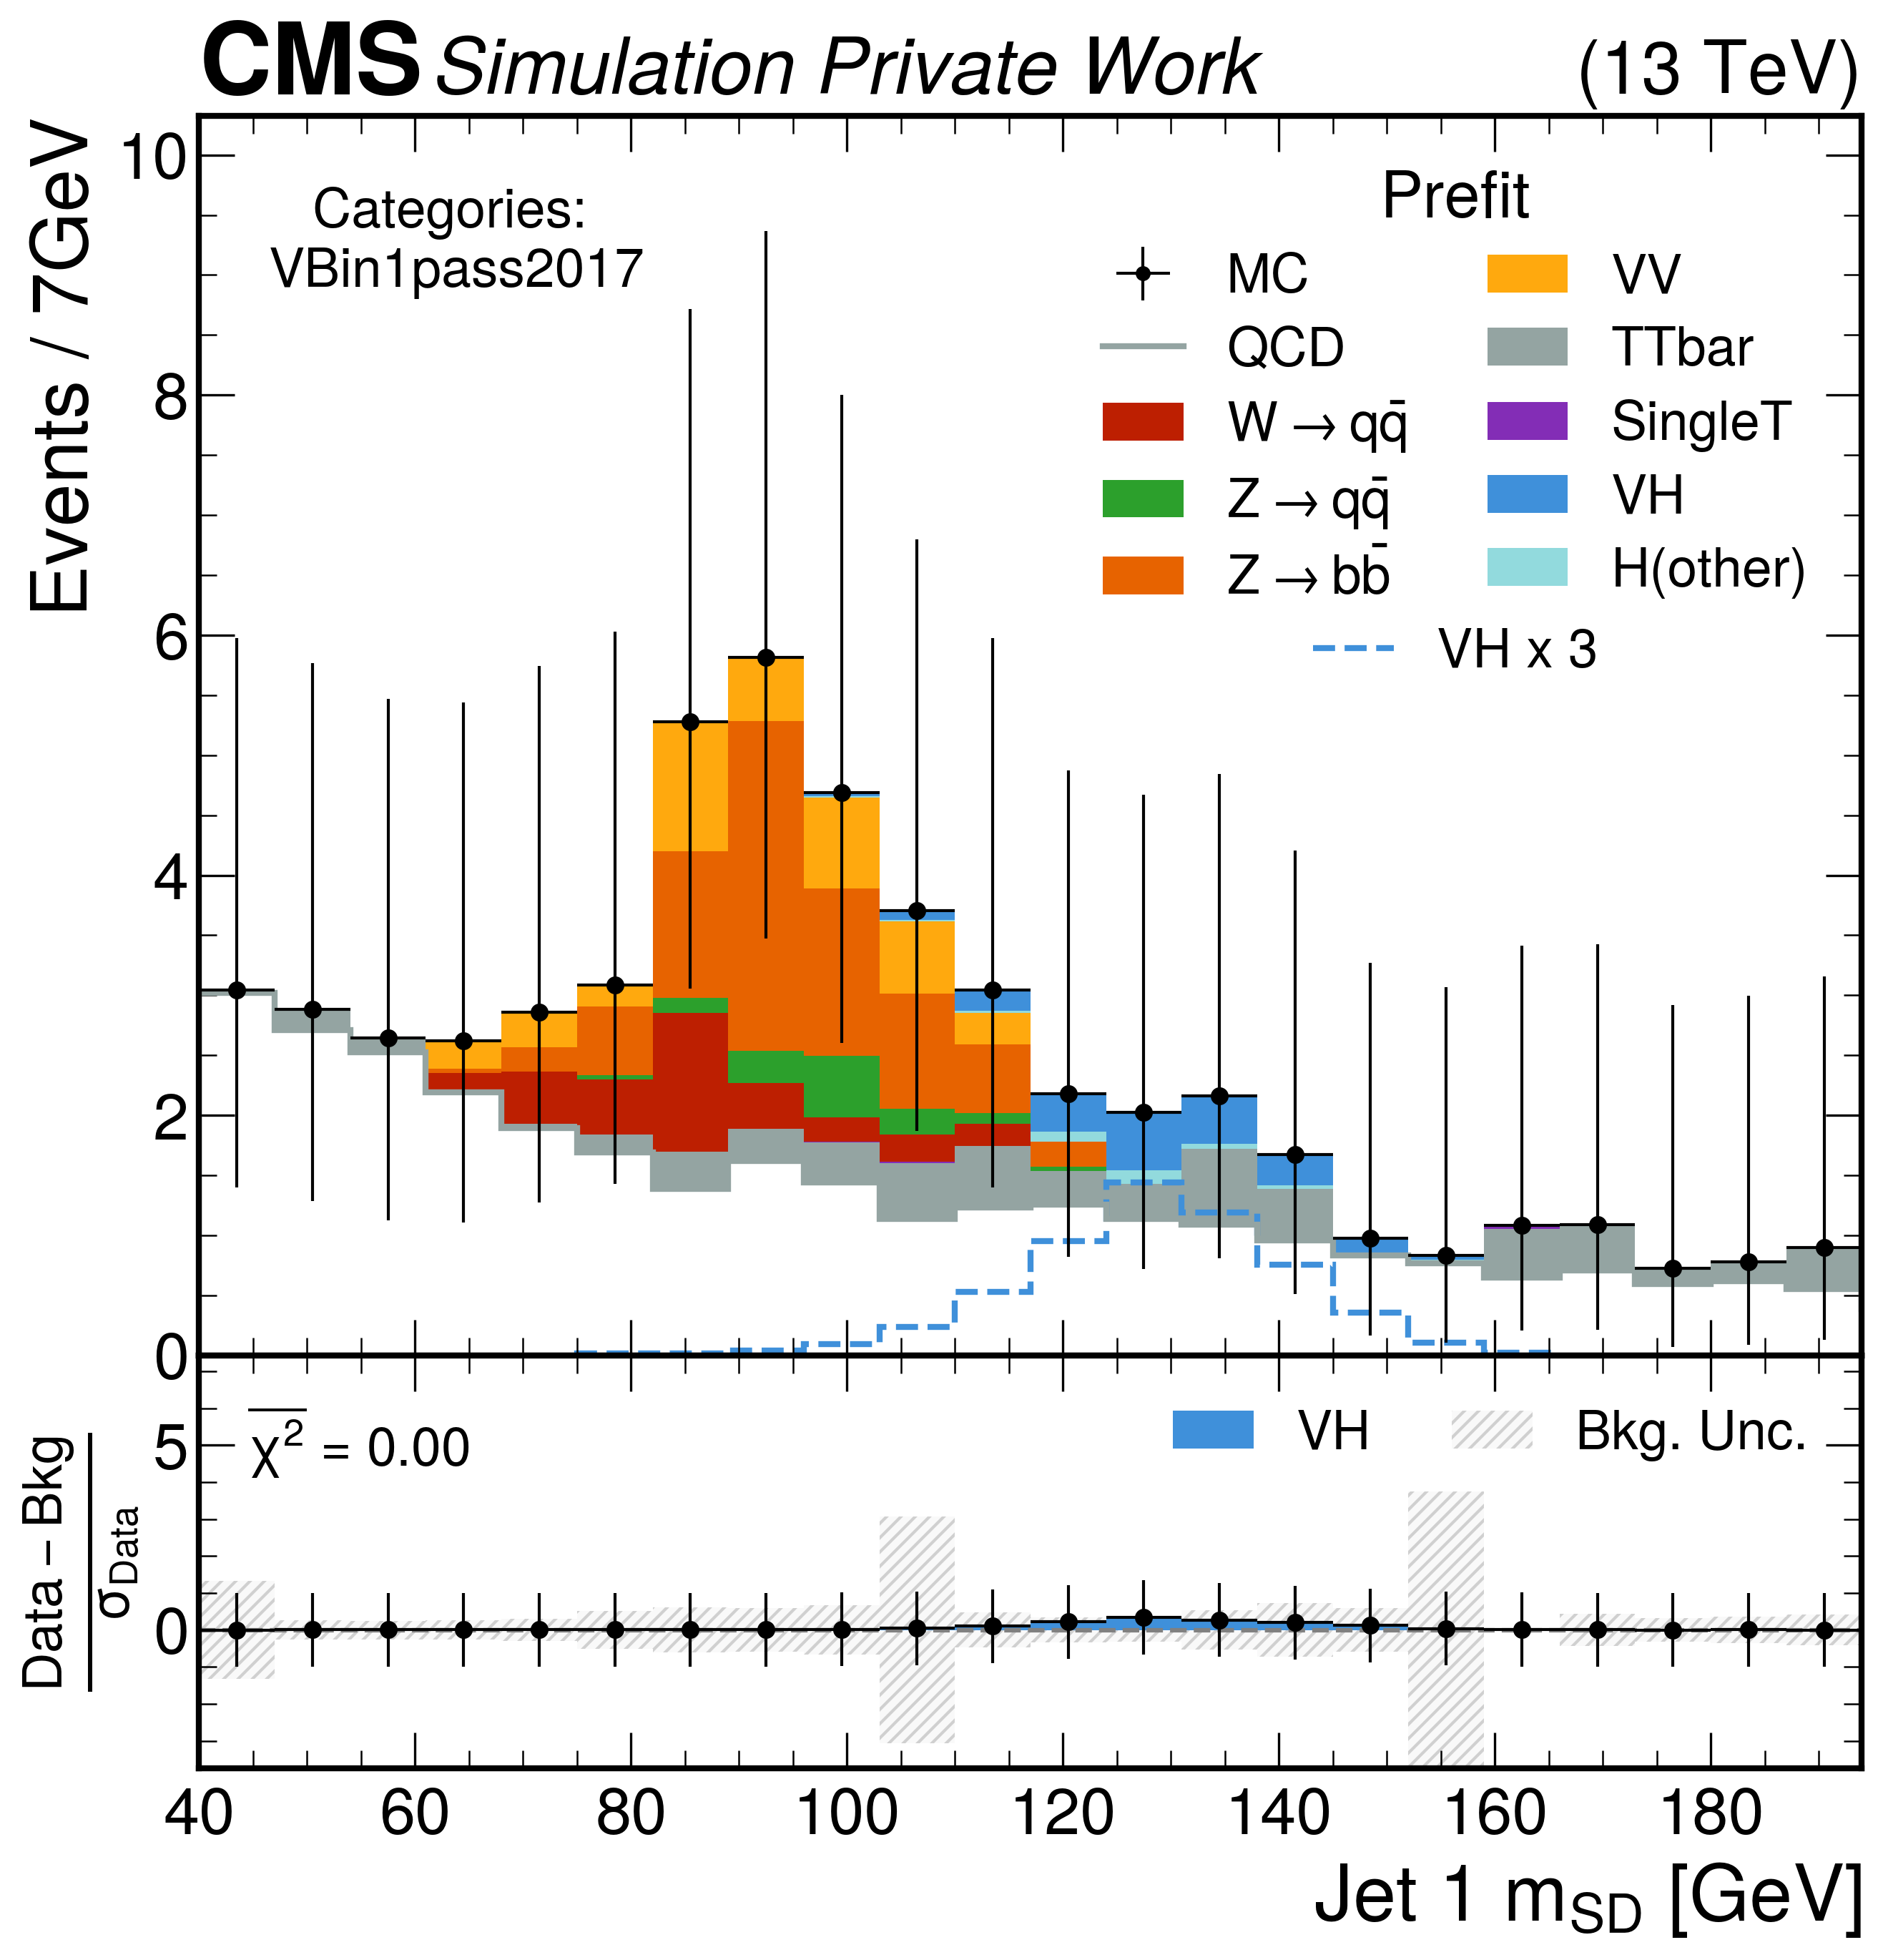 CMS Simulation Private Work (13 TeV)
Events / 7GeV
10
8
6
4
2
0
Categories:
VBin1pass2017
Prefit
MC
QCD
W → qq̄
Z → qq̄
Z → bb̄
VV
TTbar
SingleT
VH
H(other)
VH x 3
Data − Bkg
σData
5
0
χ² = 0.00
VH
Bkg. Unc.
40 60 80 100 120 140 160 180
Jet 1 mSD [GeV]